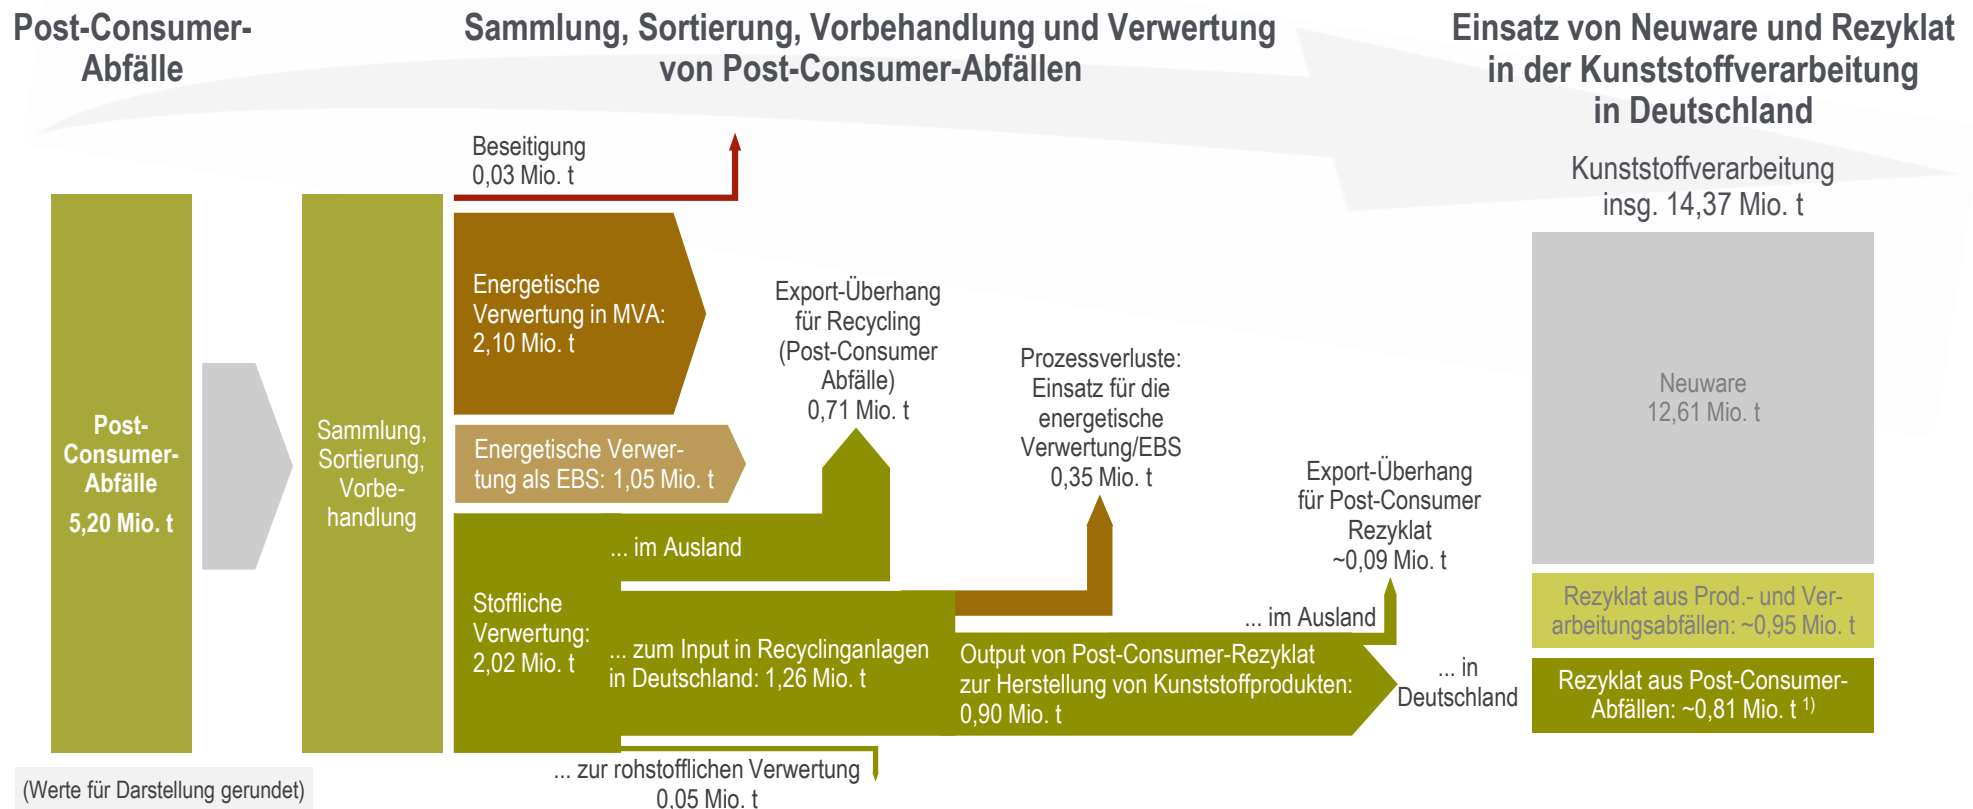 Post-Consumer-
Abfälle
Sammlung, Sortierung, Vorbehandlung und Verwertung
von Post-Consumer-Abfällen
Einsatz von Neuware und Rezyklat
in der Kunststoffverarbeitung
in Deutschland
Kunststoffverarbeitung
insg. 14,37 Mio. t
Post-
Consumer-
Abfälle
5,20 Mio. t
Sammlung,
Sortierung,
Vorbe-
handlung
Beseitigung
0,03 Mio. t
Energetische
Verwertung in MVA:
2,10 Mio. t
Energetische Verwer-
tung als EBS: 1,05 Mio. t
Stoffliche
Verwertung:
2,02 Mio. t
... im Ausland
Export-Überhang
für Recycling
(Post-Consumer
Abfälle)
0,71 Mio. t
... zum Input in Recyclinganlagen
in Deutschland: 1,26 Mio. t
... zur rohstofflichen Verwertung
0,05 Mio. t
Prozessverluste:
Einsatz für die
energetische
Verwertung/EBS
0,35 Mio. t
Output von Post-Consumer-Rezyklat
zur Herstellung von Kunststoffprodukten:
0,90 Mio. t
... im Ausland
Export-Überhang
für Post-Consumer
Rezyklat
~0,09 Mio. t
... in
Deutschland
Neuware
12,61 Mio. t
Rezyklat aus Prod.- und Ver-
arbeitungsabfällen: ~0,95 Mio. t
Rezyklat aus Post-Consumer-
Abfällen: ~0,81 Mio. t ¹⁾
(Werte für Darstellung gerundet)